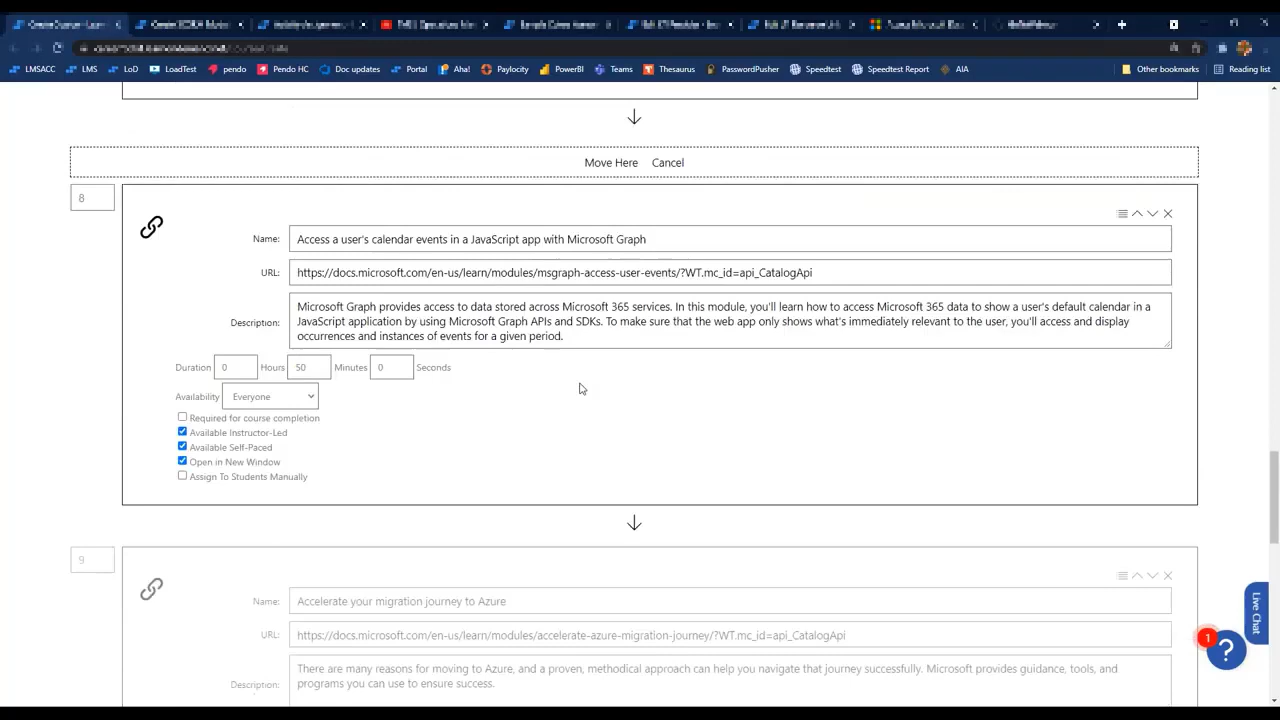 LMSACC LMS LoD LoadTest pendo Pendo HC Doc updates Portal Aha! Paylocity PowerBI Teams Thesaurus PasswordPusher Speedtest Speedtest Report AIA Other bookmarks Reading list
Move Here Cancel
8
Name: Access a user's calendar events in a JavaScript app with Microsoft Graph
URL: https://docs.microsoft.com/en-us/learn/modules/msgraph-access-user-events/?WT.mc_id=api_CatalogApi
Microsoft Graph provides access to data stored across Microsoft 365 services. In this module, you'll learn how to access Microsoft 365 data to show a user's default calendar in a
Description: JavaScript application by using Microsoft Graph APIs and SDKs. To make sure that the web app only shows what's immediately relevant to the user, you'll access and display
occurrences and instances of events for a given period.
Duration 0 Hours 50 Minutes 0 Seconds
Availability Everyone
Required for course completion
Available Instructor-Led
Available Self-Paced
Open in New Window
Assign To Students Manually
9
Name: Accelerate your migration journey to Azure
URL: https://docs.microsoft.com/en-us/learn/modules/accelerate-azure-migration-journey/?WT.mc_id=api_CatalogApi
There are many reasons for moving to Azure, and a proven, methodical approach can help you navigate that journey successfully. Microsoft provides guidance, tools, and
Description: programs you can use to ensure success.
Live Chat
1
?